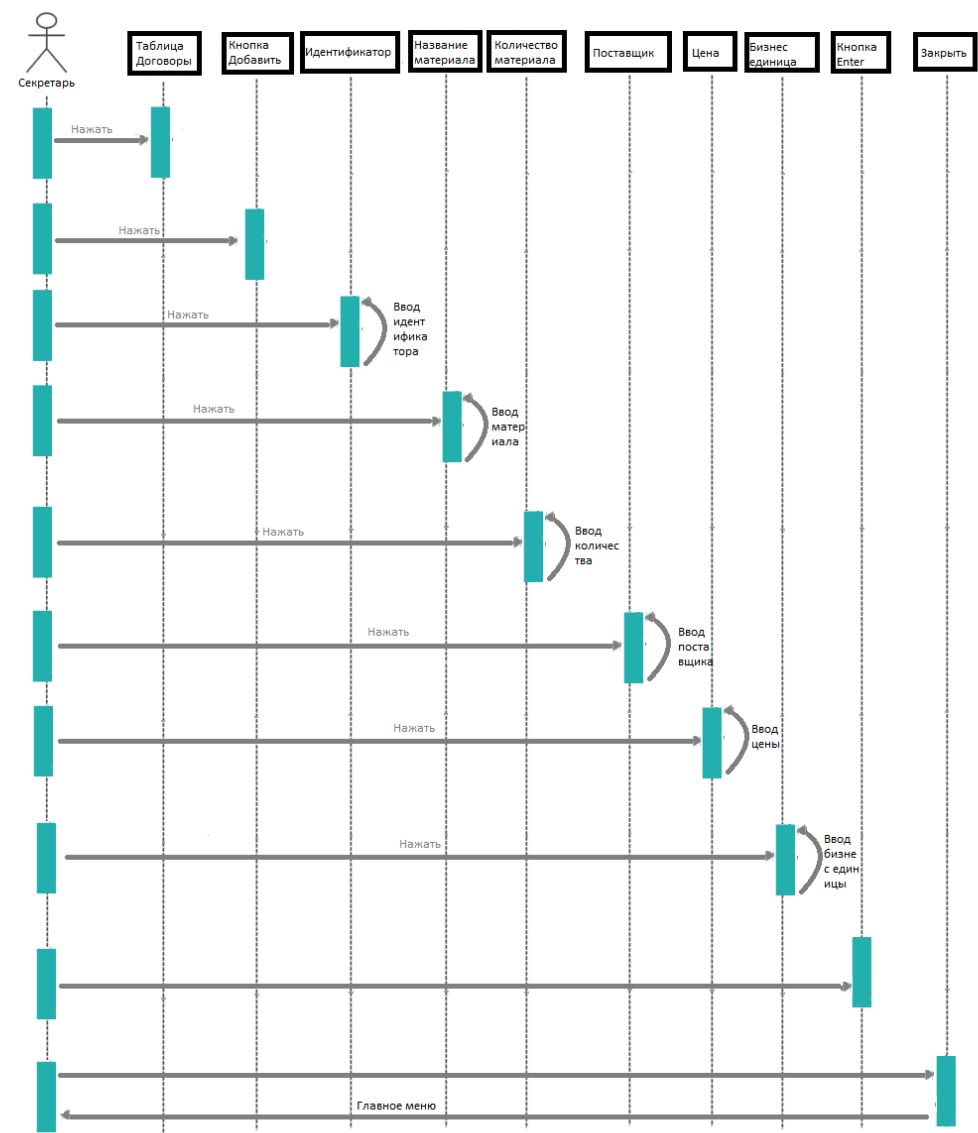 Секретарь
Таблица
Договоры
Кнопка
Добавить
Идентификатор
Название
материала
Количество
материала
Поставщик
Цена
Бизнес
единица
Кнопка
Enter
Закрыть
Нажать
Нажать
Нажать
Ввод
идент
ифика
тора
Нажать
Ввод
матер
иала
Нажать
Ввод
количес
тва
Нажать
Ввод
поста
вщика
Нажать
Ввод
цены
Нажать
Ввод
бизне
с един
ицы
Главное меню